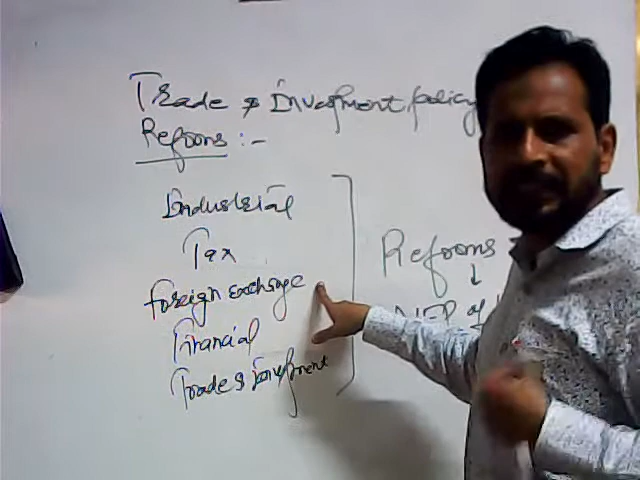 Trade & Investment policy
Reforms :-
Industrial
Tax
foreign exchange
Financial
Trade & Investment
Reforms
↓
NEP of